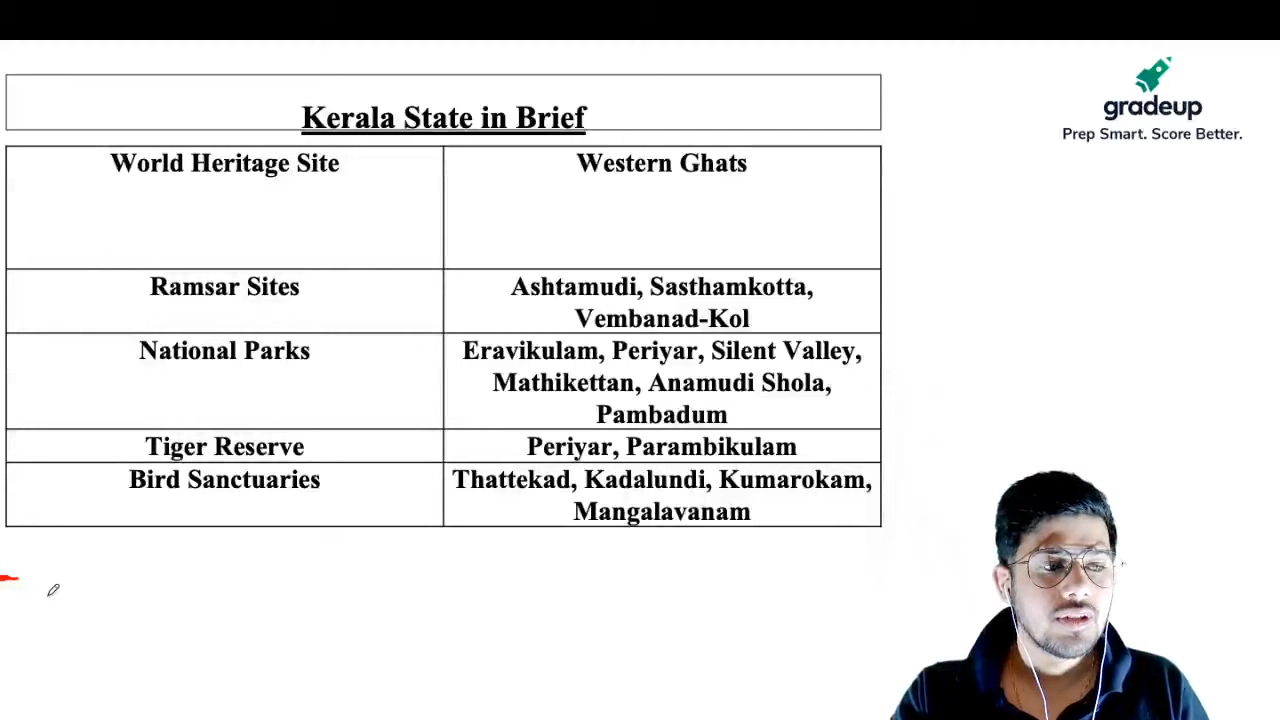 Kerala State in Brief
World Heritage Site
Western Ghats
Ramsar Sites
Ashtamudi, Sasthamkotta,
Vembanad-Kol
National Parks
Eravikulam, Periyar, Silent Valley,
Mathikettan, Anamudi Shola,
Pambadum
Tiger Reserve
Periyar, Parambikulam
Bird Sanctuaries
Thattekad, Kadalundi, Kumarokam,
Mangalavanam
gradeup
Prep Smart. Score Better.